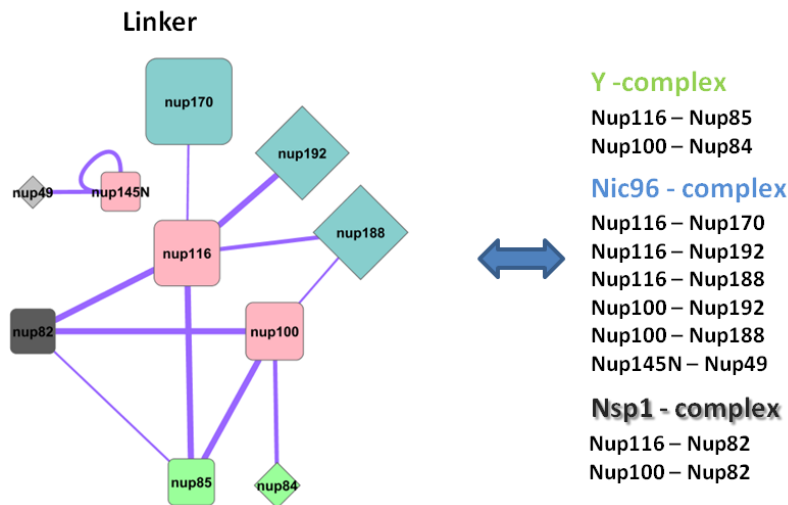 Linker
nup170
nup192
nup49
nup145N
nup188
nup116
nup82
nup100
nup85
nup84
Y -complex
Nup116 – Nup85
Nup100 – Nup84
Nic96 - complex
Nup116 – Nup170
Nup116 – Nup192
Nup116 – Nup188
Nup100 – Nup192
Nup100 – Nup188
Nup145N – Nup49
Nsp1 - complex
Nup116 – Nup82
Nup100 – Nup82